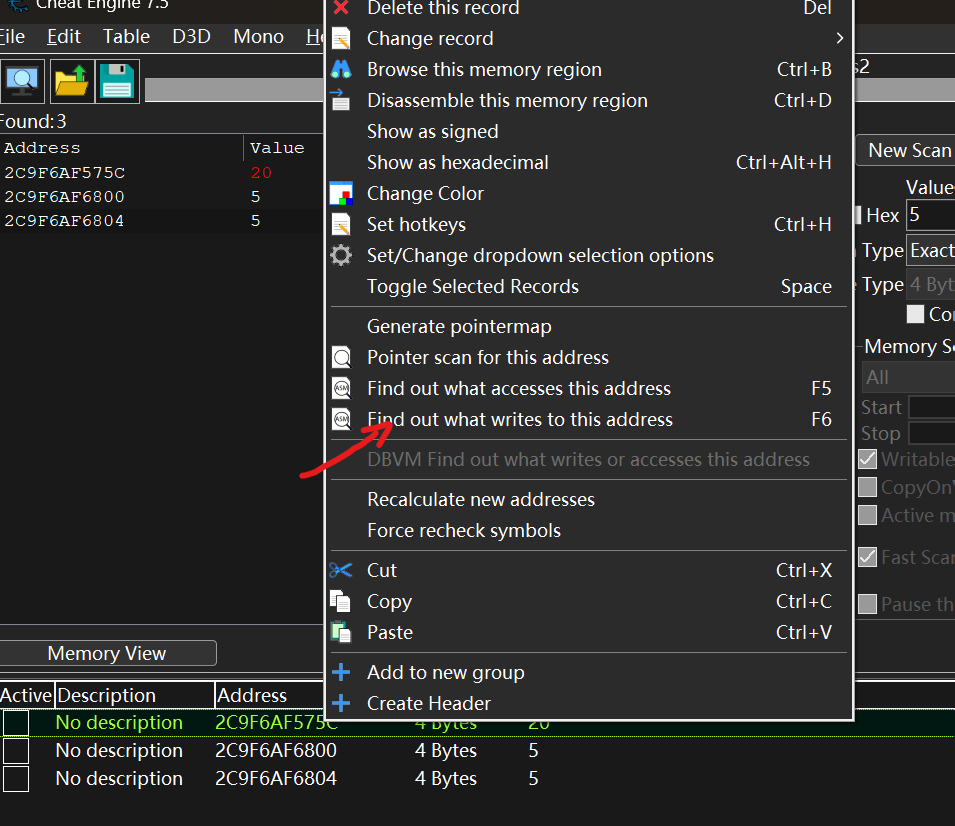 Cheat Engine 7.5
File Edit Table D3D Mono
s2
Found:3
Address Value
2C9F6AF575C 20
2C9F6AF6800 5
2C9F6AF6804 5
Delete this record Del
Change record
Browse this memory region Ctrl+B
Disassemble this memory region Ctrl+D
Show as signed
Show as hexadecimal Ctrl+Alt+H
Change Color
Set hotkeys Ctrl+H
Set/Change dropdown selection options
Toggle Selected Records Space
Generate pointermap
Pointer scan for this address
ASM Find out what accesses this address F5
ASM Find out what writes to this address F6
DBVM Find out what writes or accesses this address
Recalculate new addresses
Force recheck symbols
Cut Ctrl+X
Copy Ctrl+C
Paste Ctrl+V
Add to new group
Create Header
New Scan
Value
Hex 5
Type Exact
Type 4 Byt
Co
Memory S
All
Start
Stop
Writable
CopyOn
Active m
Fast Scan
Pause th
Memory View
Active Description Address
No description 2C9F6AF575C 4 Bytes 20
No description 2C9F6AF6800 4 Bytes 5
No description 2C9F6AF6804 4 Bytes 5